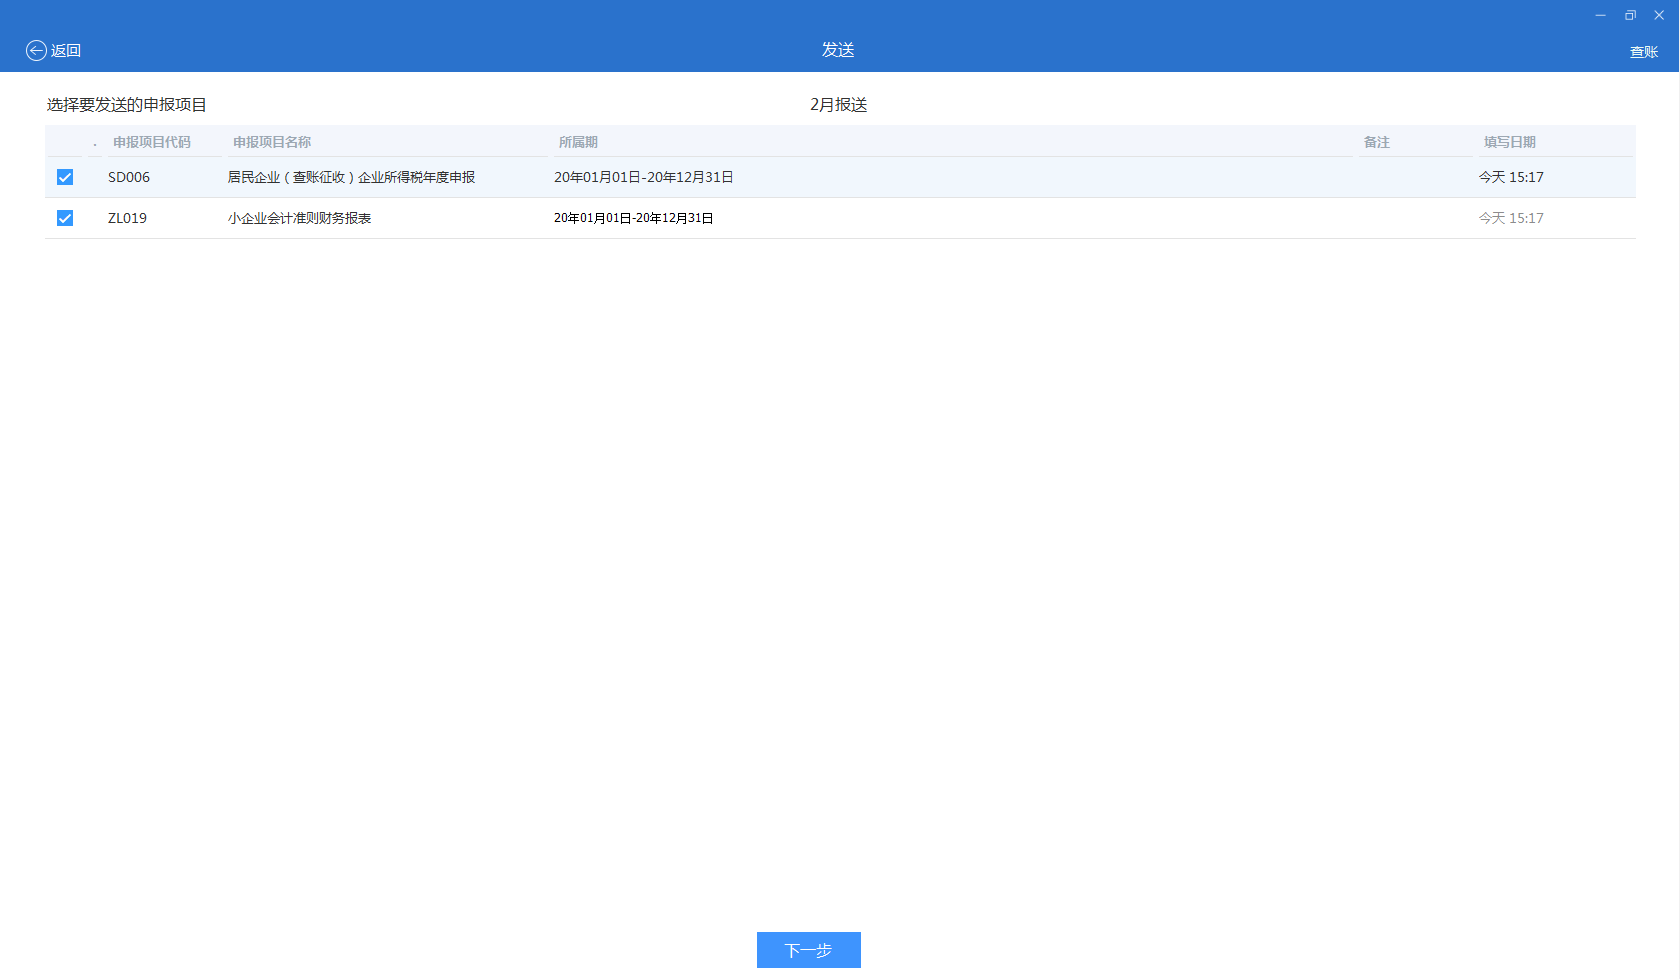 返回 发送 查账
选择要发送的申报项目 2月报送
. 申报项目代码 申报项目名称 所属期 备注 填写日期
SD006 居民企业（查账征收）企业所得税年度申报 20年01月01日-20年12月31日 今天 15:17
ZL019 小企业会计准则财务报表 20年01月01日-20年12月31日 今天 15:17
下一步